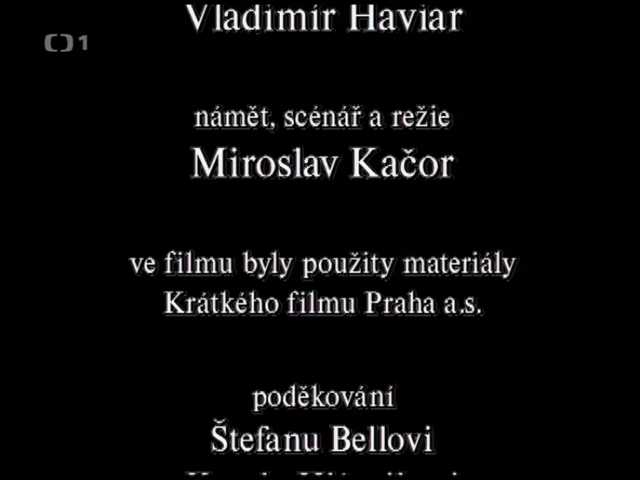 Vladimír Haviar
ČT1
námět, scénář a režie
Miroslav Kačor
ve filmu byly použity materiály
Krátkého filmu Praha a.s.
poděkování
Štefanu Bellovi